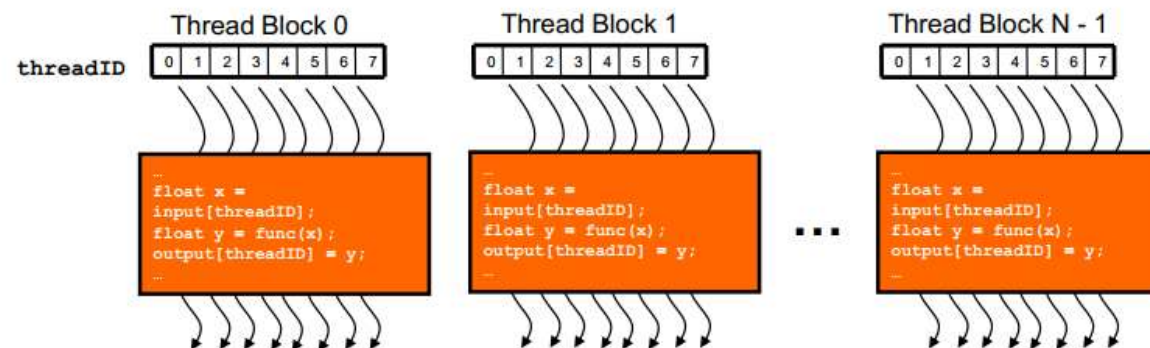 Thread Block 0
Thread Block 1
Thread Block N - 1
threadID
0 1 2 3 4 5 6 7
0 1 2 3 4 5 6 7
0 1 2 3 4 5 6 7
…
float x =
input[threadID];
float y = func(x);
output[threadID] = y;
…
…
float x =
input[threadID];
float y = func(x);
output[threadID] = y;
…
...
…
float x =
input[threadID];
float y = func(x);
output[threadID] = y;
…